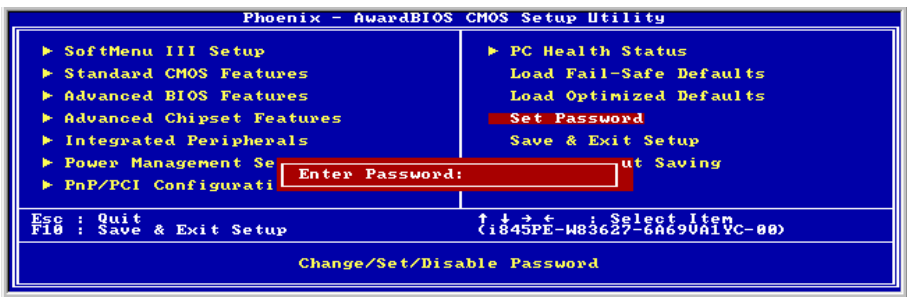 Phoenix - AwardBIOS CMOS Setup Utility
► SoftMenu III Setup
► Standard CMOS Features
► Advanced BIOS Features
► Advanced Chipset Features
► Integrated Peripherals
► Power Management Se
► PnP/PCI Configurati
► PC Health Status
Load Fail-Safe Defaults
Load Optimized Defaults
Set Password
Save & Exit Setup
ut Saving
Enter Password:
Esc : Quit
F10 : Save & Exit Setup
↑ ↓ → ← : Select Item
(i845PE-W83627-6A69VA1YC-00)
Change/Set/Disable Password